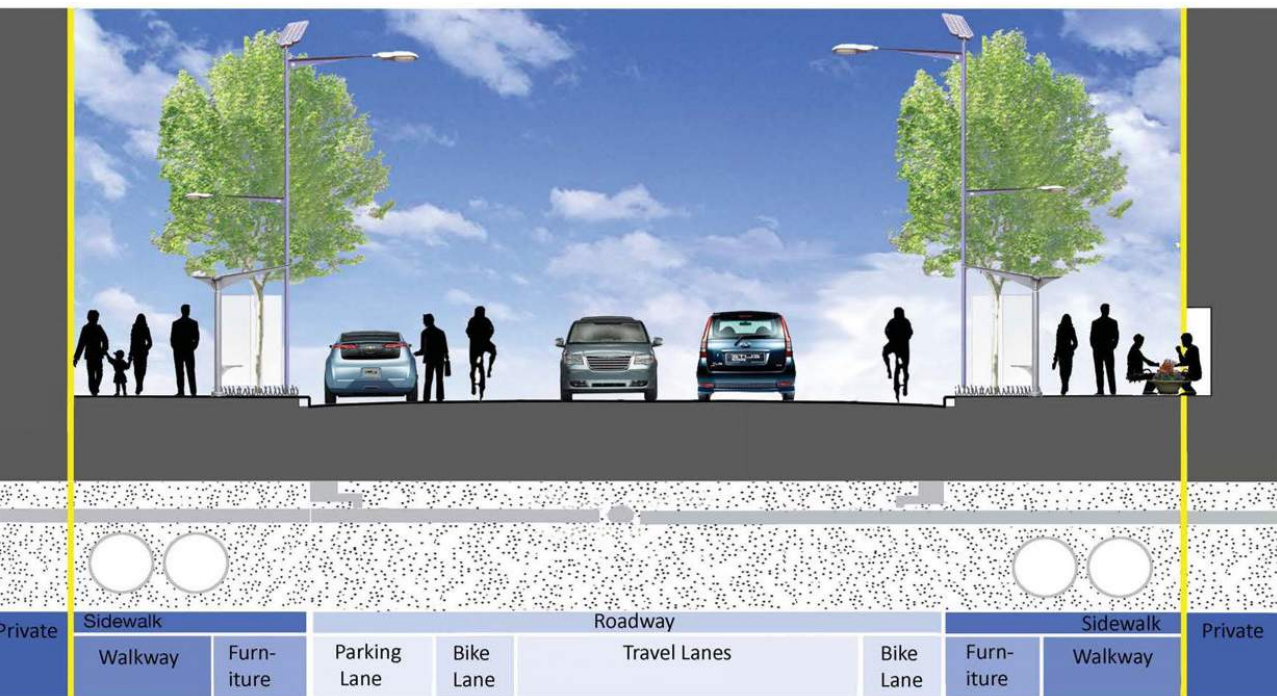 Private
Sidewalk
Roadway
Sidewalk
Private
Walkway
Furn-
iture
Parking
Lane
Bike
Lane
Travel Lanes
Bike
Lane
Furn-
iture
Walkway